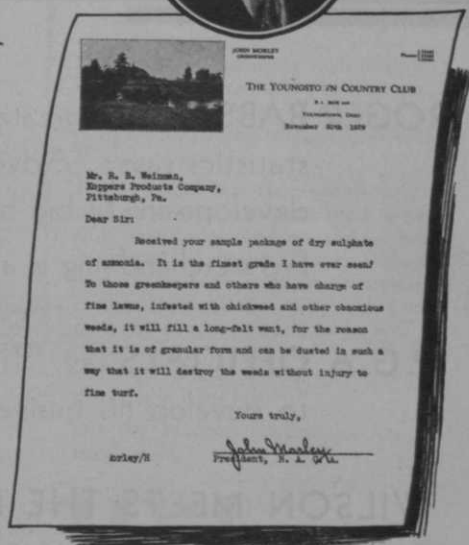 JOHN MORLEY
THE YOUNGSTOWN COUNTRY CLUB
YOUNGSTOWN, OHIO
November 20th 1929
Mr. R. B. Weinman,
Koppers Products Company,
Pittsburgh, Pa.
Dear Sir:
Received your sample package of dry sulphate
of ammonia. It is the finest grade I have ever seen!
To those greenkeepers and others who have charge of
fine lawns, infested with chickweed and other obnoxious
weeds, it will fill a long-felt want, for the reason
that it is of granular form and can be dusted in such a
way that it will destroy the weeds without injury to
fine turf.
Yours truly,
John Morley
President, N. A. G. A.